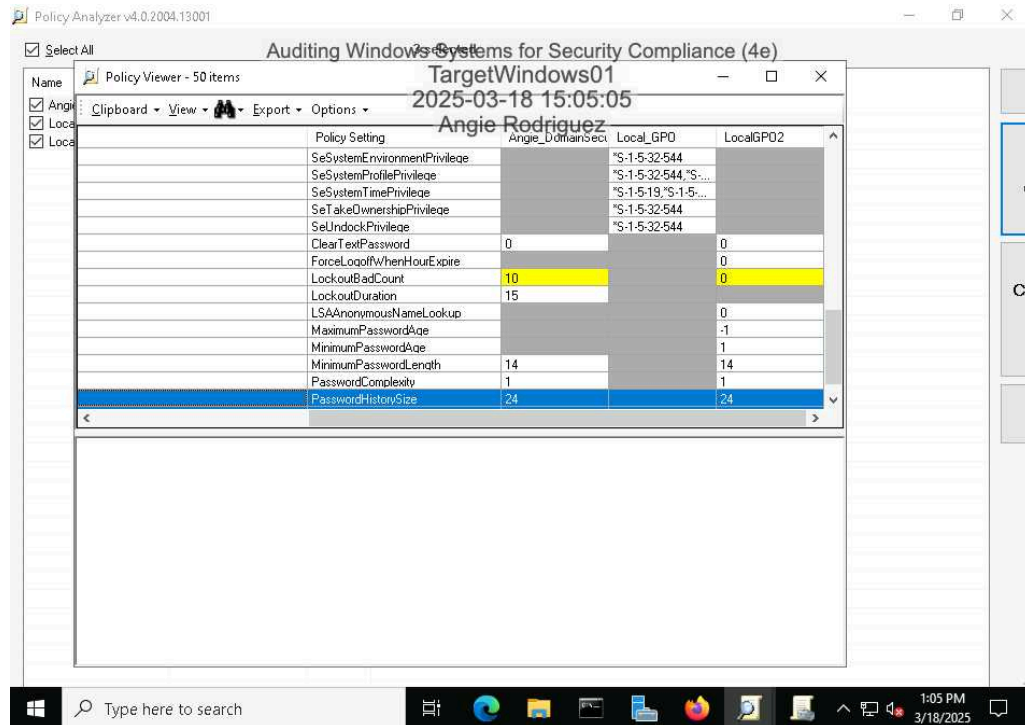 Policy Analyzer v4.0.2004.13001
Select All
Auditing Windows Systems for Security Compliance (4e)
TargetWindows01
2025-03-18 15:05:05
Angie Rodriguez
Name
Angi
Loca
Loca
Policy Viewer - 50 items
Clipboard View Export Options
Policy Setting Angie_DomainSecu Local_GPO LocalGPO2
SeSystemEnvironmentPrivilege *S-1-5-32-544
SeSystemProfilePrivilege *S-1-5-32-544,*S-...
SeSystemTimePrivilege *S-1-5-19,*S-1-5-...
SeTakeOwnershipPrivilege *S-1-5-32-544
SeUndockPrivilege *S-1-5-32-544
ClearTextPassword 0 0
ForceLogoffWhenHourExpire 0
LockoutBadCount 10 0
LockoutDuration 15
LSAAnonymousNameLookup 0
MaximumPasswordAge -1
MinimumPasswordAge 1
MinimumPasswordLength 14 14
PasswordComplexity 1 1
PasswordHistorySize 24 24
C
Type here to search
1:05 PM
3/18/2025